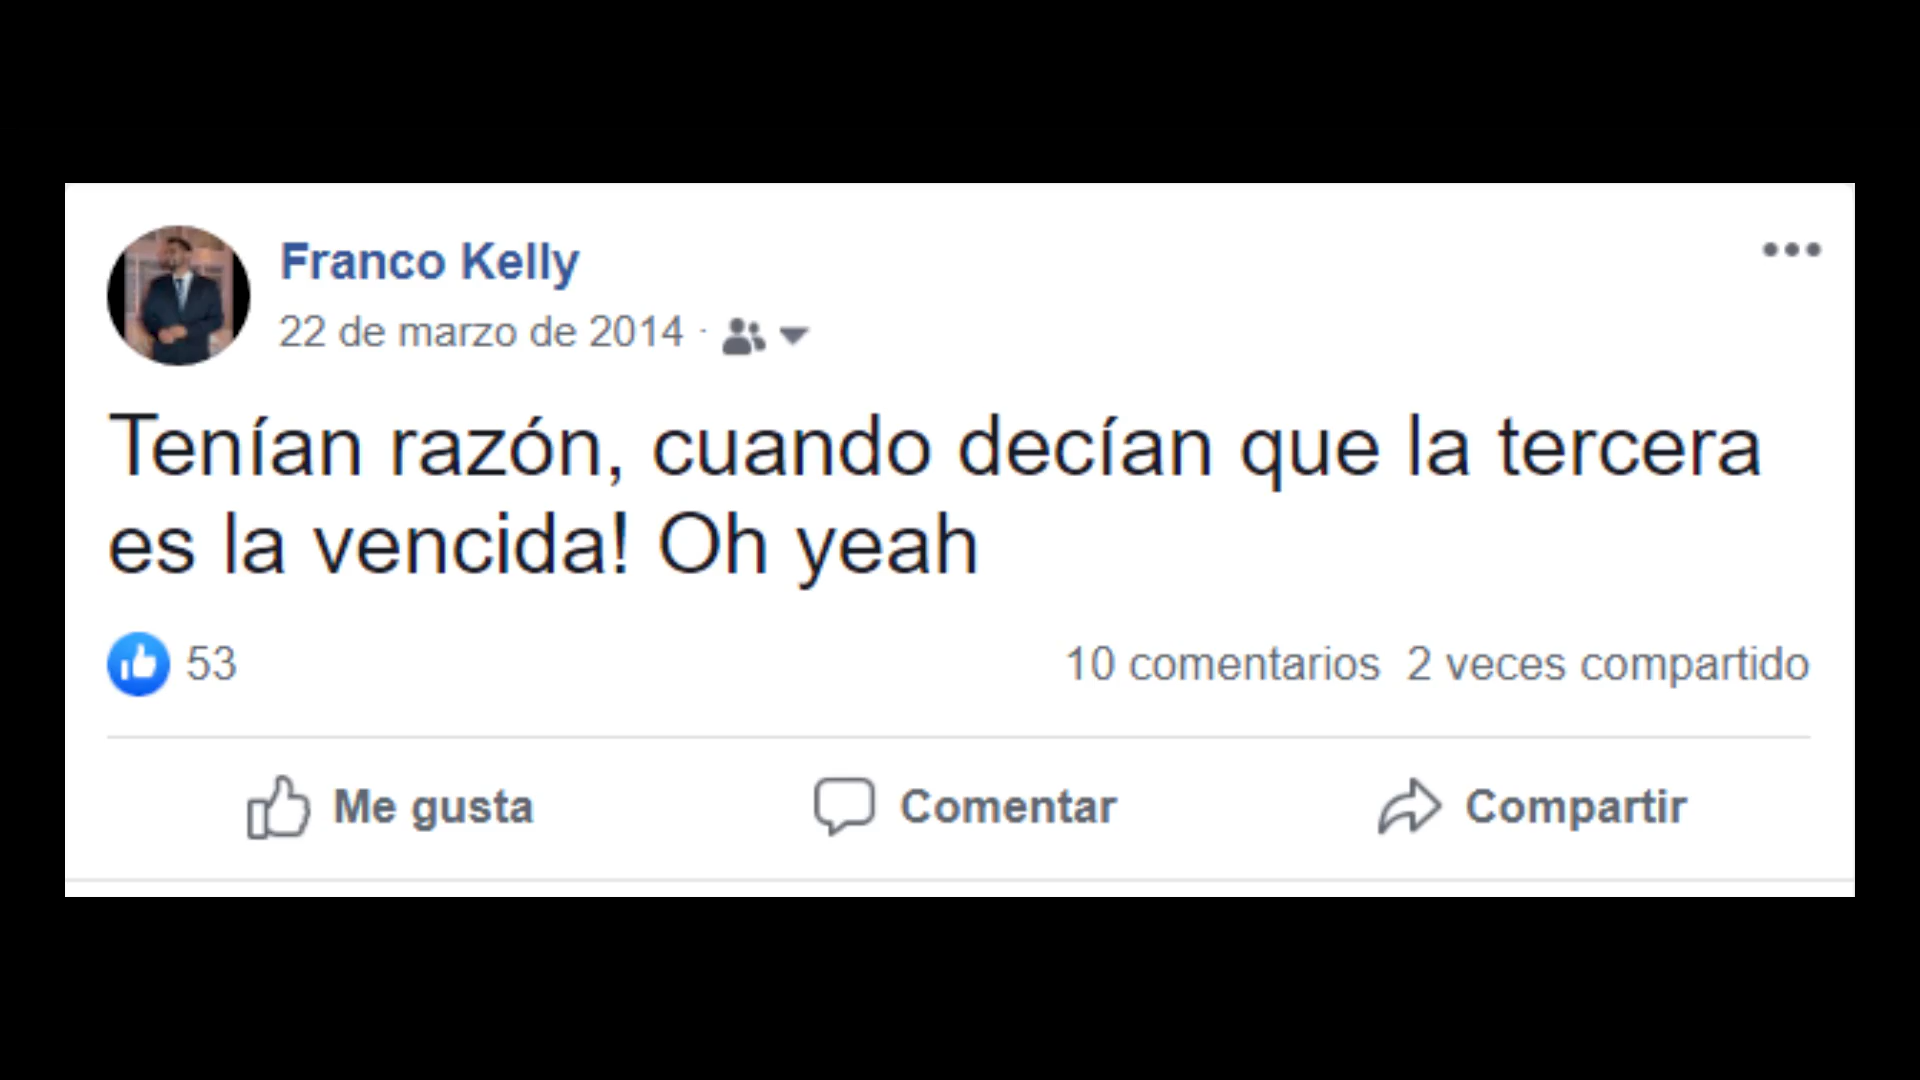 Franco Kelly
22 de marzo de 2014 ·
Tenían razón, cuando decían que la tercera
es la vencida! Oh yeah
53
10 comentarios 2 veces compartido
Me gusta Comentar Compartir